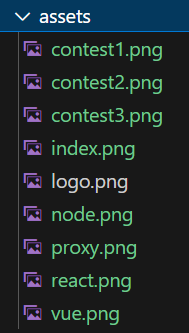 assets
contest1.png
contest2.png
contest3.png
index.png
logo.png
node.png
proxy.png
react.png
vue.png